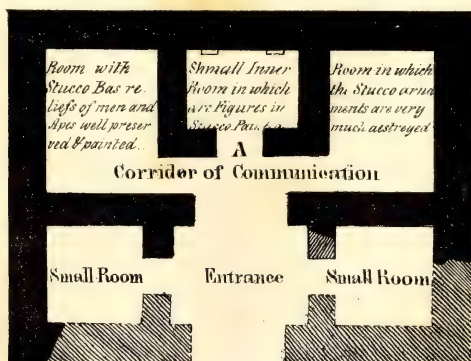 Room with
Stucco Bas re-
liefs of men and
Apes well preser
ved & painted..
Shmall Inner
Room in which
are Figures in
Stucco
Room in which
the Stucco orna
ments are very
much destroyed
A
Corridor of Communication
Small Room
Entrance
Small Room